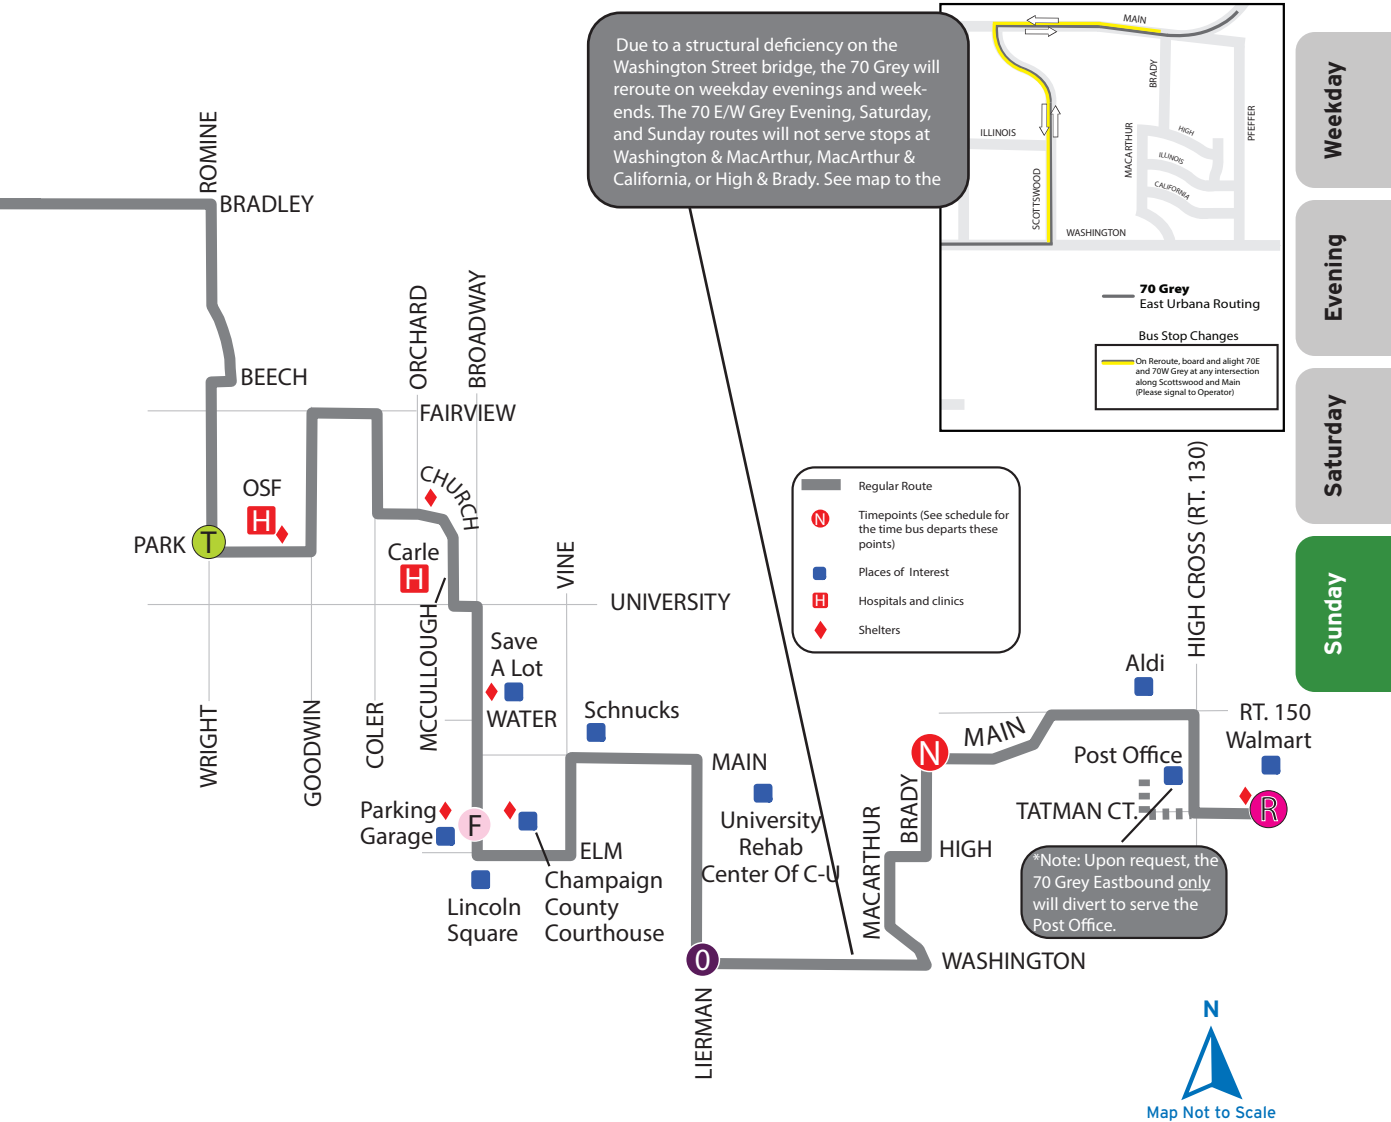 Due to a structural deficiency on the
Washington Street bridge, the 70 Grey will
reroute on weekday evenings and week-
ends. The 70 E/W Grey Evening, Saturday,
and Sunday routes will not serve stops at
Washington & MacArthur, MacArthur &
California, or High & Brady. See map to the
MAIN
BRADY
PFEFFER
MACARTHUR
HIGH
ILLINOIS
ILLINOIS
CALIFORNIA
SCOTTSWOOD
WASHINGTON
70 Grey
East Urbana Routing
Bus Stop Changes
On Reroute, board and alight 70E
and 70W Grey at any intersection
along Scottswood and Main
(Please signal to Operator)
Weekday
Evening
Saturday
Sunday
ROMINE
BRADLEY
BEECH
ORCHARD
BROADWAY
FAIRVIEW
CHURCH
OSF
H
PARK
T
Carle
H
VINE
UNIVERSITY
MCCULLOUGH
Save
A Lot
WATER
WRIGHT
GOODWIN
COLER
Schnucks
MAIN
Parking
Garage
F
ELM
Lincoln
Square
Champaign
County
Courthouse
University
Rehab
Center Of C-U
O
LIERMAN
WASHINGTON
MACARTHUR
HIGH
BRADY
N
MAIN
Regular Route
N
Timepoints (See schedule for
the time bus departs these
points)
Places of Interest
H
Hospitals and clinics
Shelters
HIGH CROSS (RT. 130)
Aldi
RT. 150
Walmart
Post Office
TATMAN CT.
R
*Note: Upon request, the
70 Grey Eastbound only
will divert to serve the
Post Office.
N
Map Not to Scale